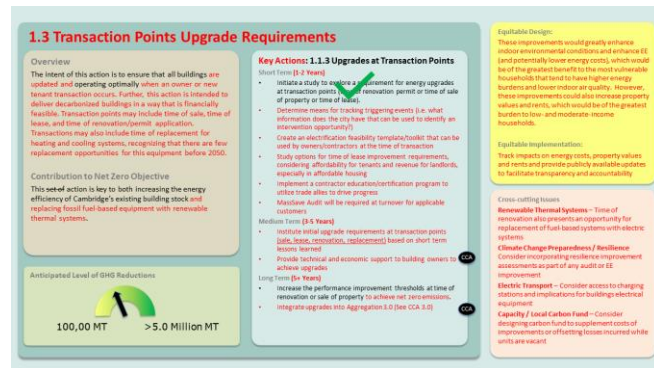 1.3 Transaction Points Upgrade Requirements
Overview
The intent of this action is to ensure that all buildings are
updated and operating optimally when an owner or new
tenant transaction occurs. Further, this action is intended to
deliver decarbonized buildings in a way that is financially
feasible. Transaction points may include time of sale, time of
lease, and time of renovation/permit application.
Transactions may also include time of replacement for
heating and cooling systems, recognizing that there are few
replacement opportunities for this equipment before 2050.
Contribution to Net Zero Objective
This set of action is key to both increasing the energy
efficiency of Cambridge's existing building stock and
replacing fossil fuel-based equipment with renewable
thermal systems.
Anticipated Level of GHG Reductions
100,00 MT >5.0 Million MT
Key Actions: 1.1.3 Upgrades at Transaction Points
Short Term (1-2 Years)
• Initiate a study to explore a requirement for energy upgrades
at transaction points (time of renovation permit or time of sale
of property or time of lease).
• Determine means for tracking triggering events (i.e. what
information does the city have that can be used to identify an
intervention opportunity?)
• Create an electrification feasibility template/toolkit that can be
used by owners/contractors at the time of transaction
• Study options for time of lease improvement requirements,
considering affordability for tenants and revenue for landlords,
especially in affordable housing
• Implement a contractor education/certification program to
utilize trade allies to drive progress
• MassSave Audit will be required at turnover for applicable
customers
Medium Term (3-5 Years)
• Institute initial upgrade requirements at transaction points
(sale, lease, renovation, replacement) based on short term
lessons learned
• Provide technical and economic support to building owners to
achieve upgrades
CCA
Long Term (5+ Years)
• Increase the performance improvement thresholds at time of
renovation or sale of property to achieve net zero emissions.
• Integrate upgrades into Aggregation 3.0 (See CCA 3.0)
CCA
Equitable Design:
These improvements would greatly enhance
indoor environmental conditions and enhance EE
(and potentially lower energy costs), which would
be of the greatest benefit to the most vulnerable
households that tend to have higher energy
burdens and lower indoor air quality. However,
these improvements could also increase property
values and rents, which would be of the greatest
burden to low- and moderate-income
households.
Equitable Implementation:
Track impacts on energy costs, property values
and rents and provide publicly available updates
to facilitate transparency and accountability
Cross-cutting Issues
Renewable Thermal Systems – Time of
renovation also presents an opportunity for
replacement of fuel-based systems with electric
systems
Climate Change Preparedness / Resilience
Consider incorporating resilience improvement
assessments as part of any audit or EE
improvement
Electric Transport – Consider access to charging
stations and implications for buildings electrical
equipment
Capacity / Local Carbon Fund – Consider
designing carbon fund to supplement costs of
improvements or offsetting losses incurred while
units are vacant